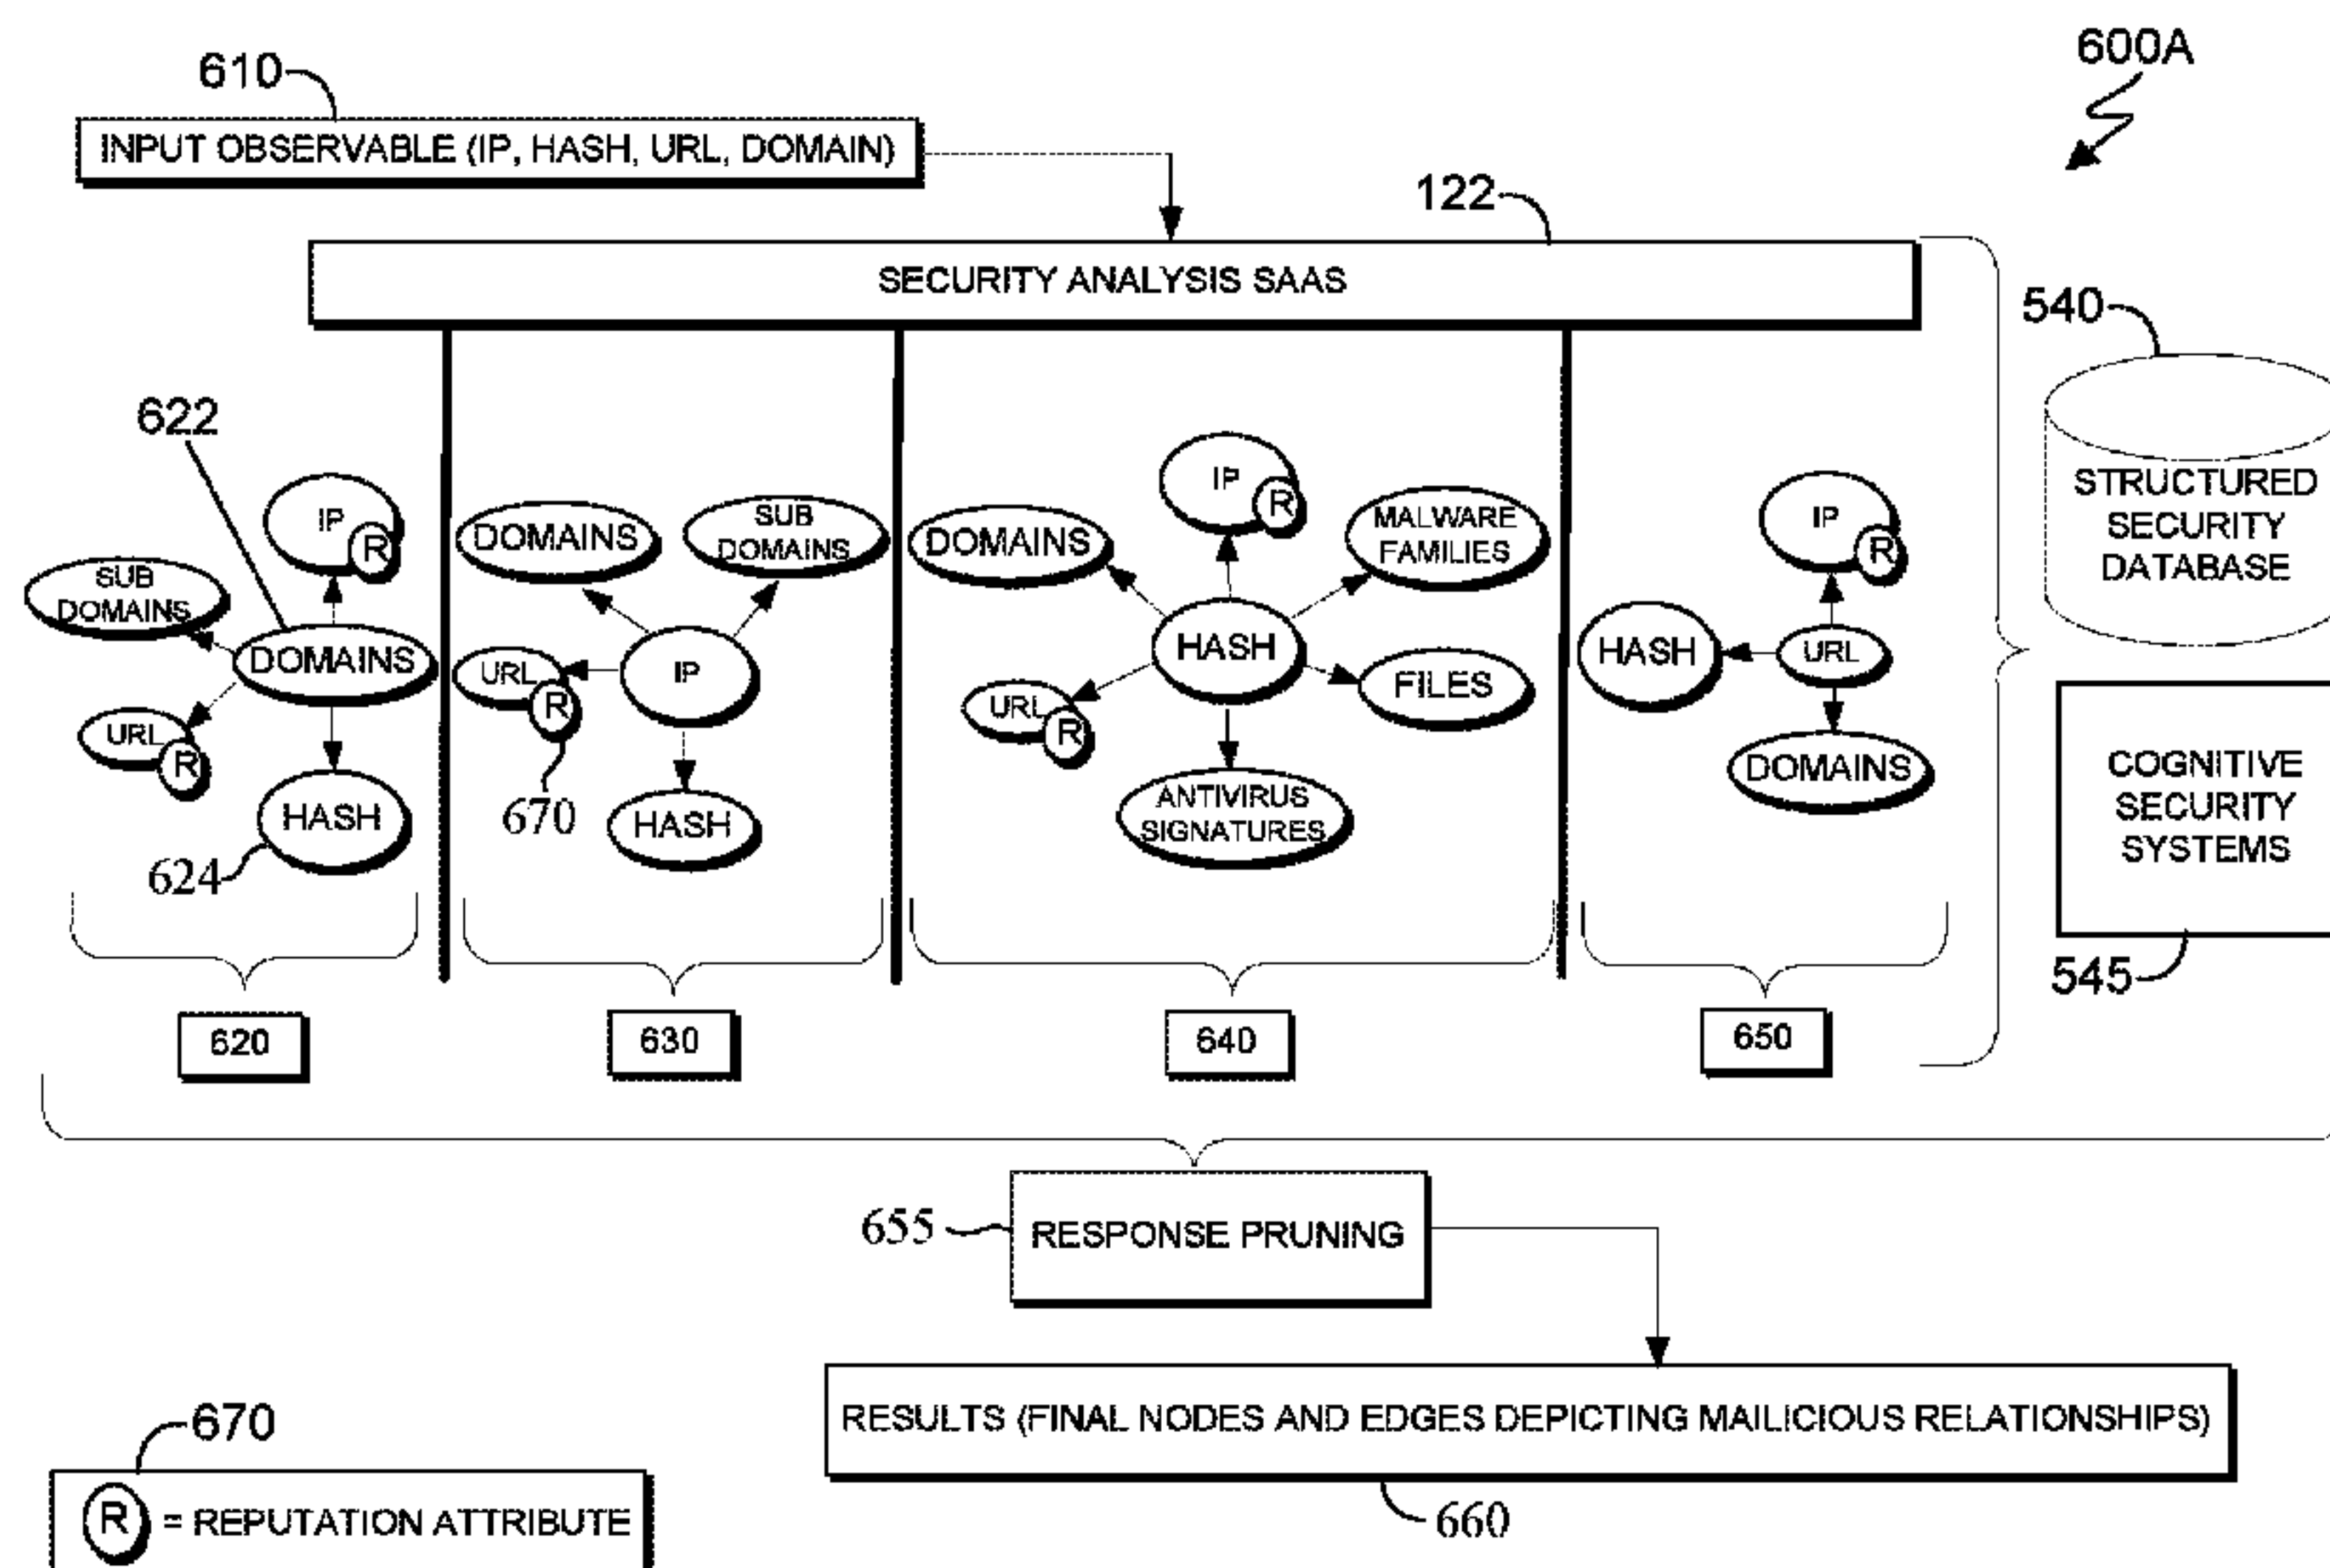 600A
610
INPUT OBSERVABLE (IP, HASH, URL, DOMAIN)
122
SECURITY ANALYSIS SAAS
622
IP
R
SUB
DOMAINS
DOMAINS
URL
R
HASH
624
620
DOMAINS
SUB
DOMAINS
URL
R
IP
670
HASH
630
IP
R
DOMAINS
MALWARE
FAMILIES
HASH
URL
R
FILES
ANTIVIRUS
SIGNATURES
640
IP
R
HASH
URL
DOMAINS
650
540
STRUCTURED
SECURITY
DATABASE
COGNITIVE
SECURITY
SYSTEMS
545
655
RESPONSE PRUNING
RESULTS (FINAL NODES AND EDGES DEPICTING MAILICIOUS RELATIONSHIPS)
660
670
R = REPUTATION ATTRIBUTE